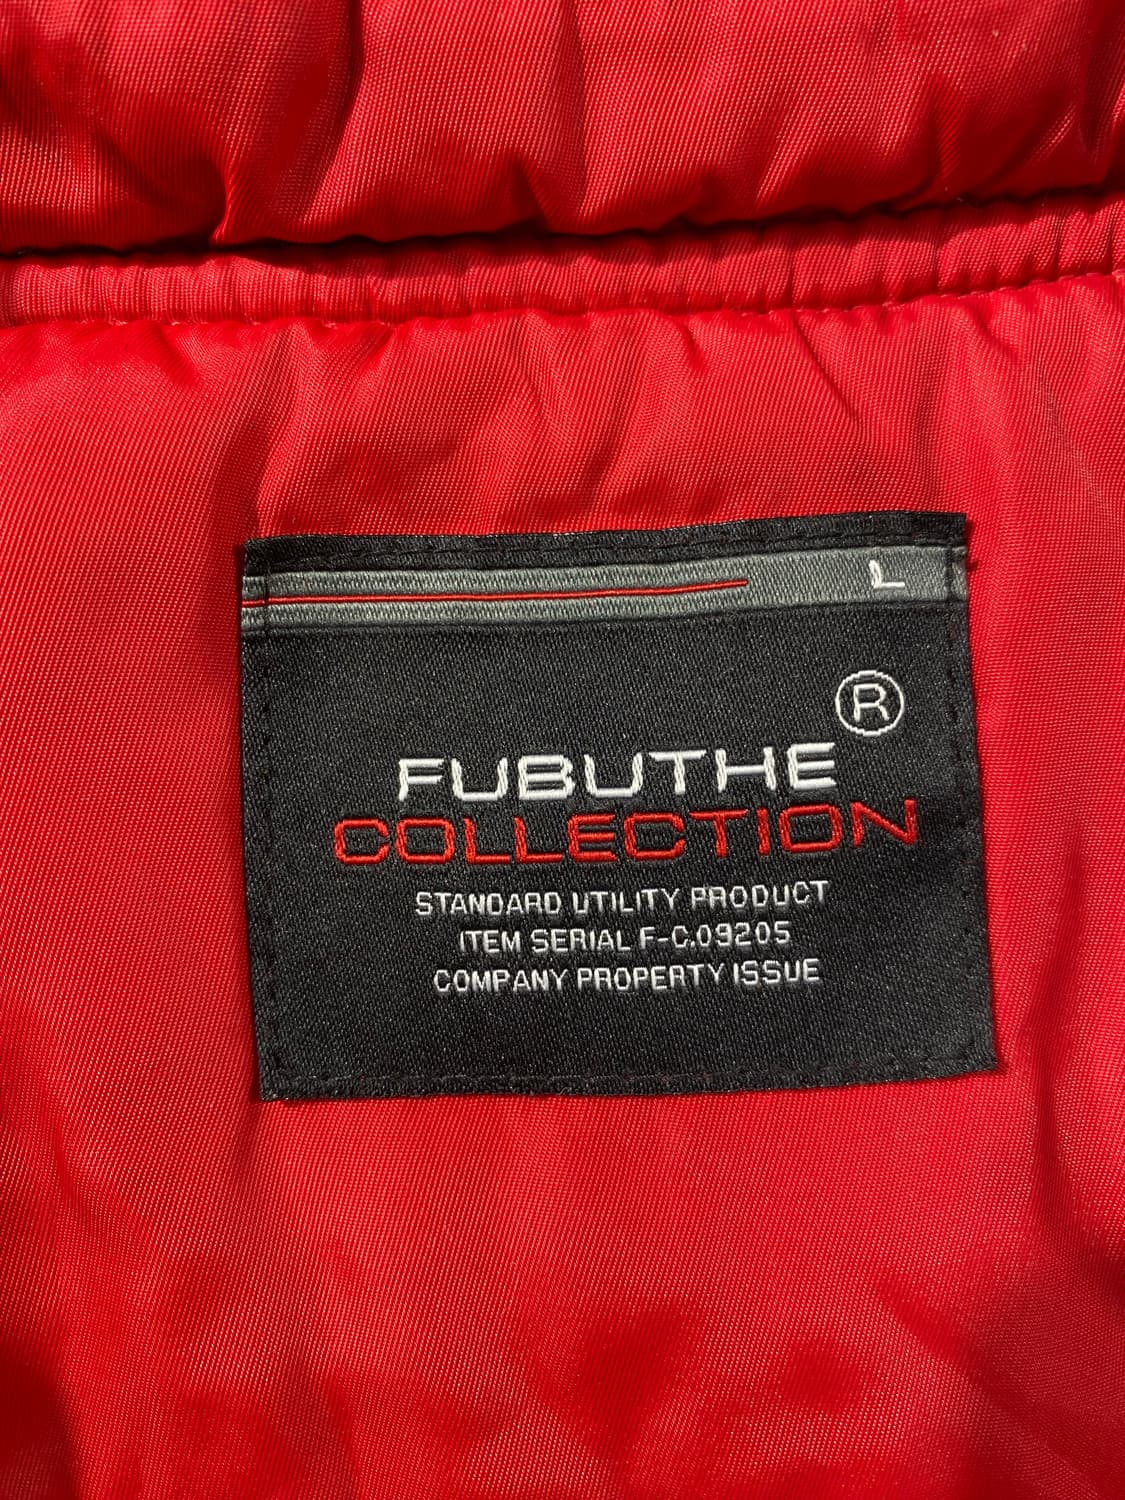 L
®
FUBUTHE
COLLECTION
STANDARD UTILITY PRODUCT
ITEM SERIAL F-C.09205
COMPANY PROPERTY ISSUE